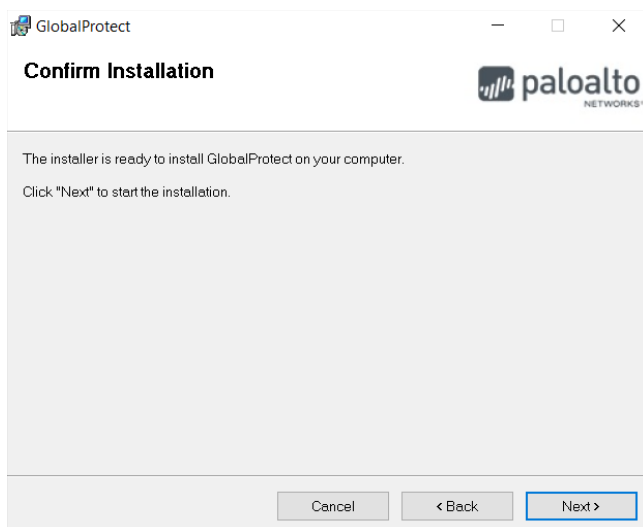 GlobalProtect
Confirm Installation
paloalto
NETWORKS®
The installer is ready to install GlobalProtect on your computer.
Click "Next" to start the installation.
Cancel
< Back
Next >